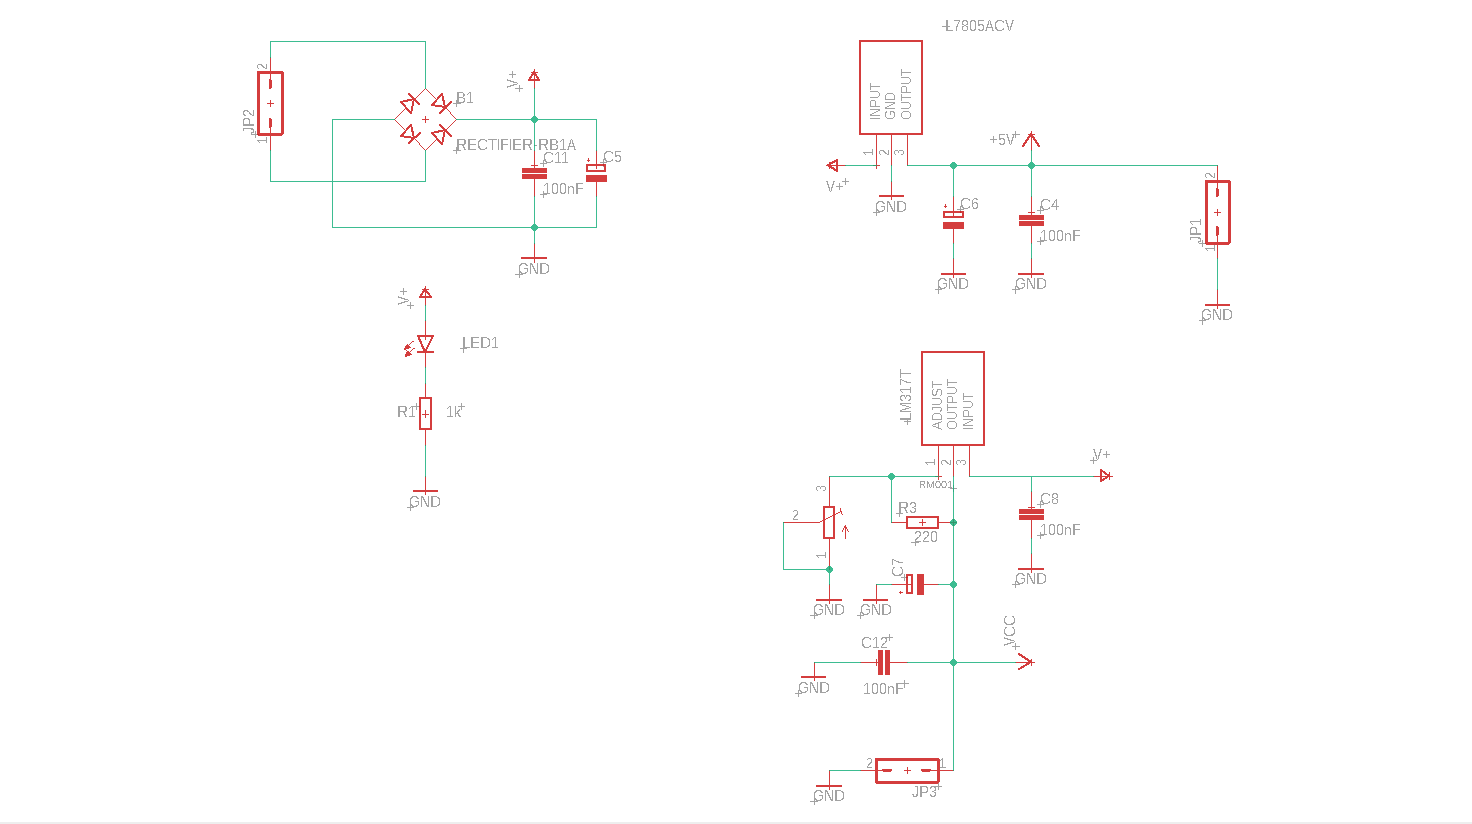 L7805ACV
2
JP2
1
B1
RECTIFIER-RB1A
V+
C11
100nF
C5
GND
INPUT
GND
OUTPUT
1
2
3
V+
GND
+5V
C6
GND
C4
100nF
GND
2
JP1
1
GND
V+
LED1
R1
1k
GND
LM317T
ADJUST
OUTPUT
INPUT
1
2
3
RM001
V+
3
2
1
GND
R3
220
C8
100nF
GND
C7
GND
C12
100nF
GND
VCC
2
1
JP3
GND